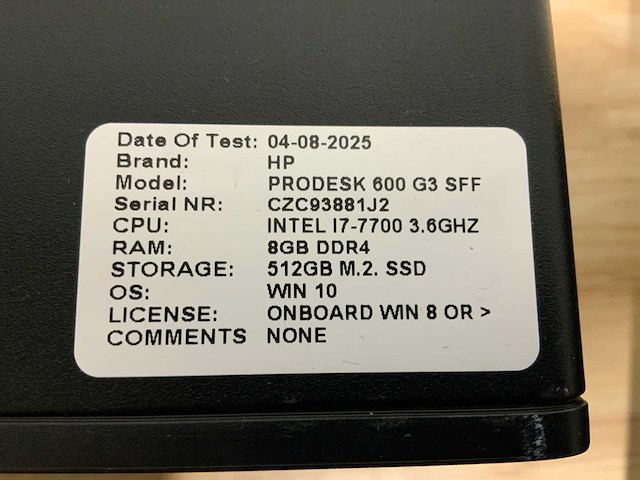 Date Of Test: 04-08-2025
Brand: HP
Model: PRODESK 600 G3 SFF
Serial NR: CZC93881J2
CPU: INTEL I7-7700 3.6GHZ
RAM: 8GB DDR4
STORAGE: 512GB M.2. SSD
OS: WIN 10
LICENSE: ONBOARD WIN 8 OR >
COMMENTS NONE